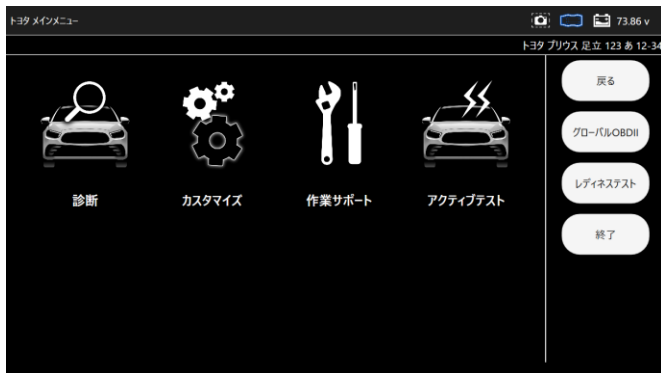 トヨタ メインメニュー
73.86 v
トヨタ プリウス 足立 123 あ 12-34
戻る
グローバルOBDII
レディネステスト
終了
診断
カスタマイズ
作業サポート
アクティブテスト